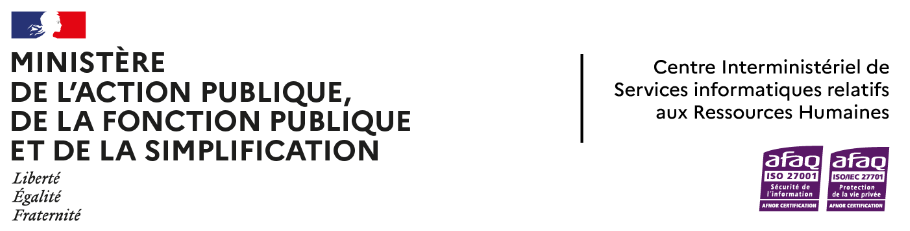 MINISTÈRE
DE L'ACTION PUBLIQUE,
DE LA FONCTION PUBLIQUE
ET DE LA SIMPLIFICATION
Liberté
Égalité
Fraternité
Centre Interministériel de
Services informatiques relatifs
aux Ressources Humaines
afaq
ISO 27001
Sécurité de
l'information
AFNOR CERTIFICATION
afaq
ISO/IEC 27701
Protection
de la vie privée
AFNOR CERTIFICATION